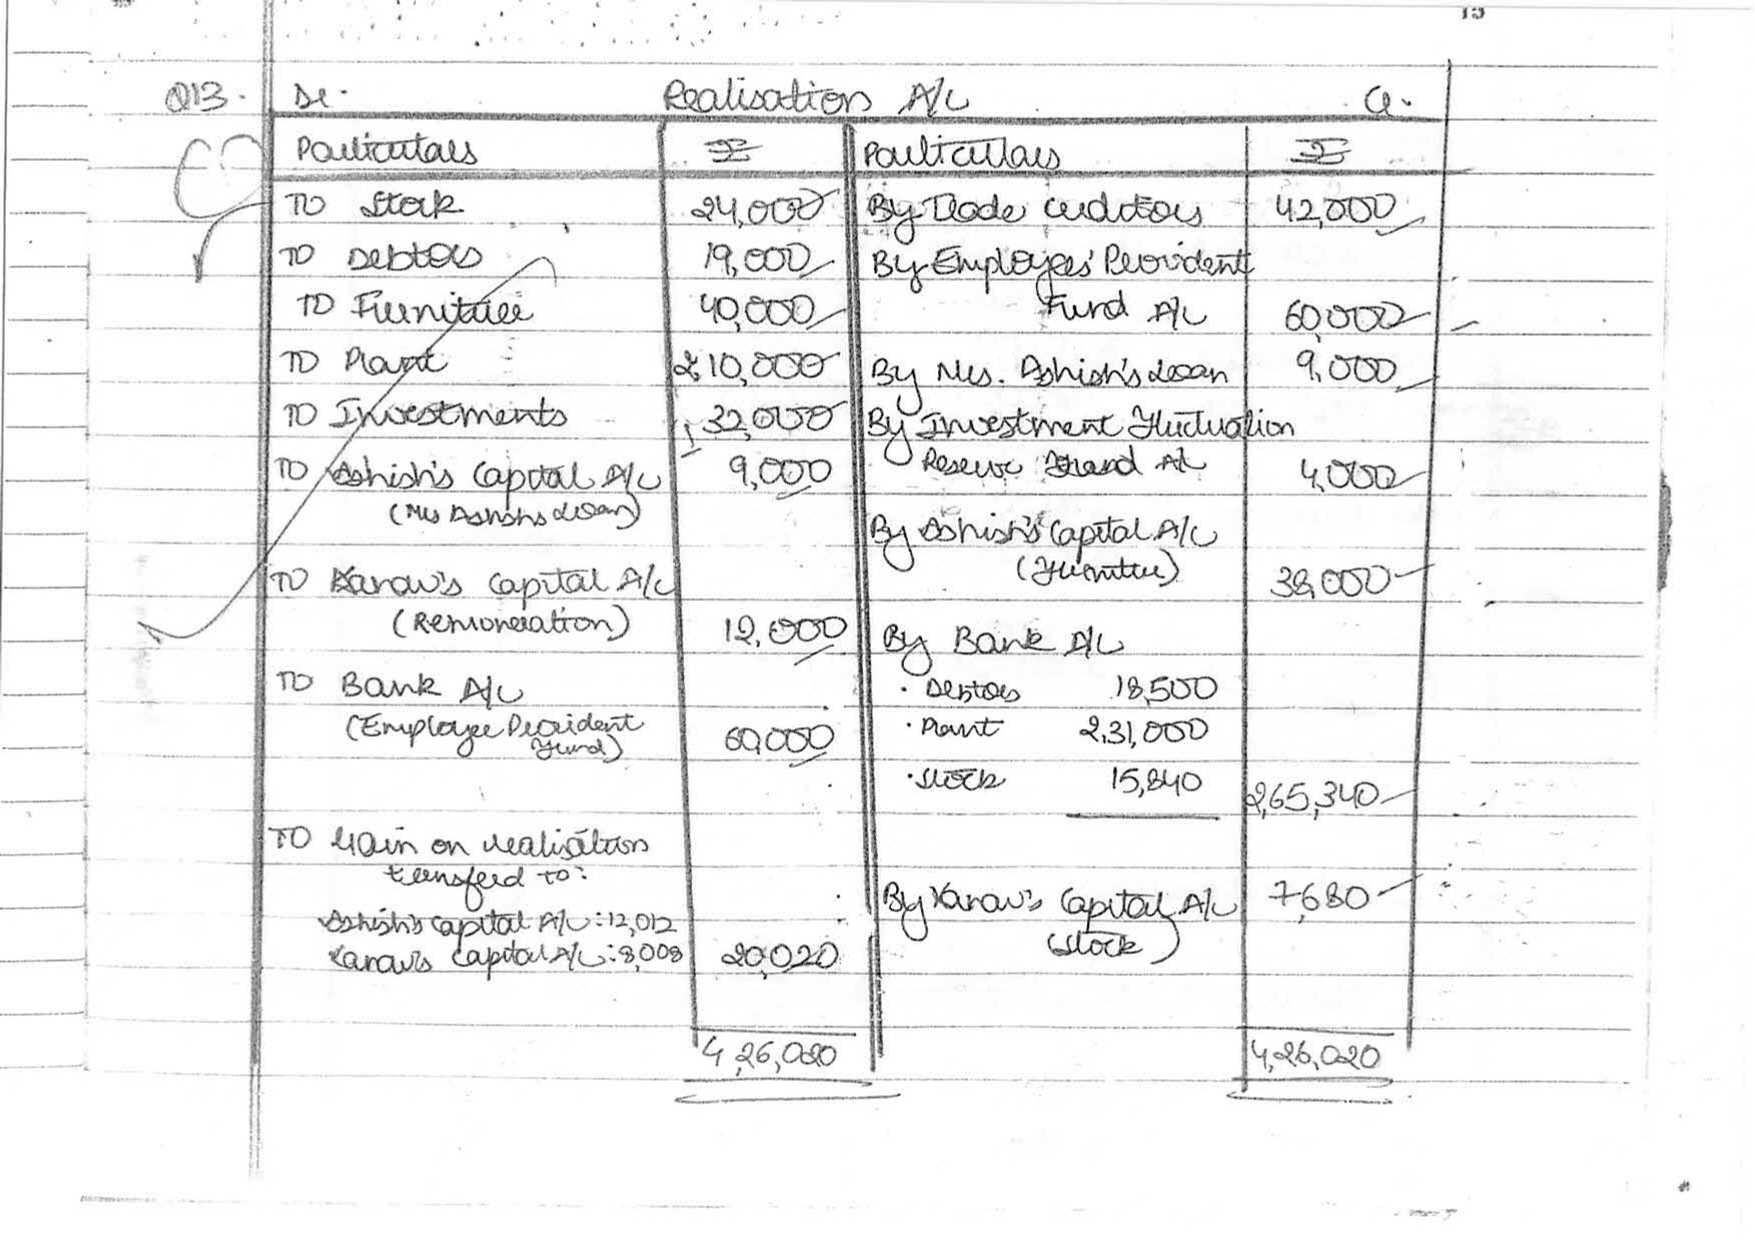 15
Q13. Dr. Realisation A/c Cr.
Particulars ₹ Particulars ₹
To Stock 24,000 By Trade creditors 42,000
To Debtors 19,000 By Employees' Provident
Fund A/c 60,000
To Furniture 40,000
To Plant 2,10,000 By Mrs. Ashish's Loan 9,000
To Investments 32,000 By Investment Fluctuation
Reserve A/c 4,000
To Ashish's Capital A/c 9,000
(Mrs Ashish's Loan)
By Ashish's Capital A/c
(Furniture) 38,000
To Karav's Capital A/c
(Remuneration) 12,000
By Bank A/c
To Bank A/c
(Employee Provident
Fund) 60,000
· Debtors 18,500
· Plant 2,31,000
· Stock 15,840 2,65,340
To Gain on realisation
transferd to:
Ashish's Capital A/c : 12,012
Karav's Capital A/c : 8,008 20,020
By Karav's Capital A/c 7,680
(Stock)
4,26,020 4,26,020